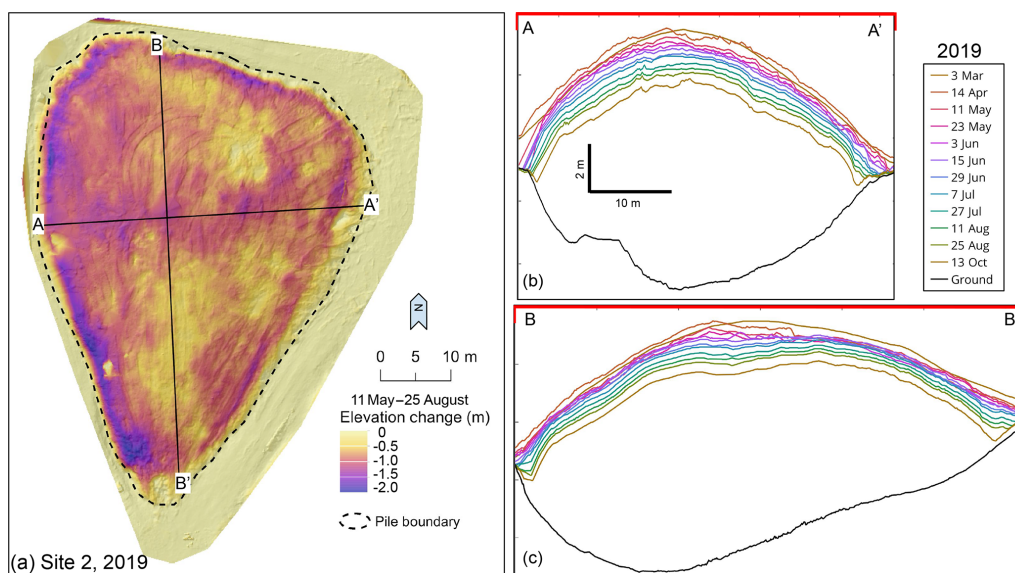 B
A
A'
B'
N
0 5 10 m
11 May–25 August
Elevation change (m)
0
-0.5
-1.0
-1.5
-2.0
Pile boundary
(a) Site 2, 2019
A
A'
2 m
10 m
(b)
2019
3 Mar
14 Apr
11 May
23 May
3 Jun
15 Jun
29 Jun
7 Jul
27 Jul
11 Aug
25 Aug
13 Oct
Ground
B
B
(c)